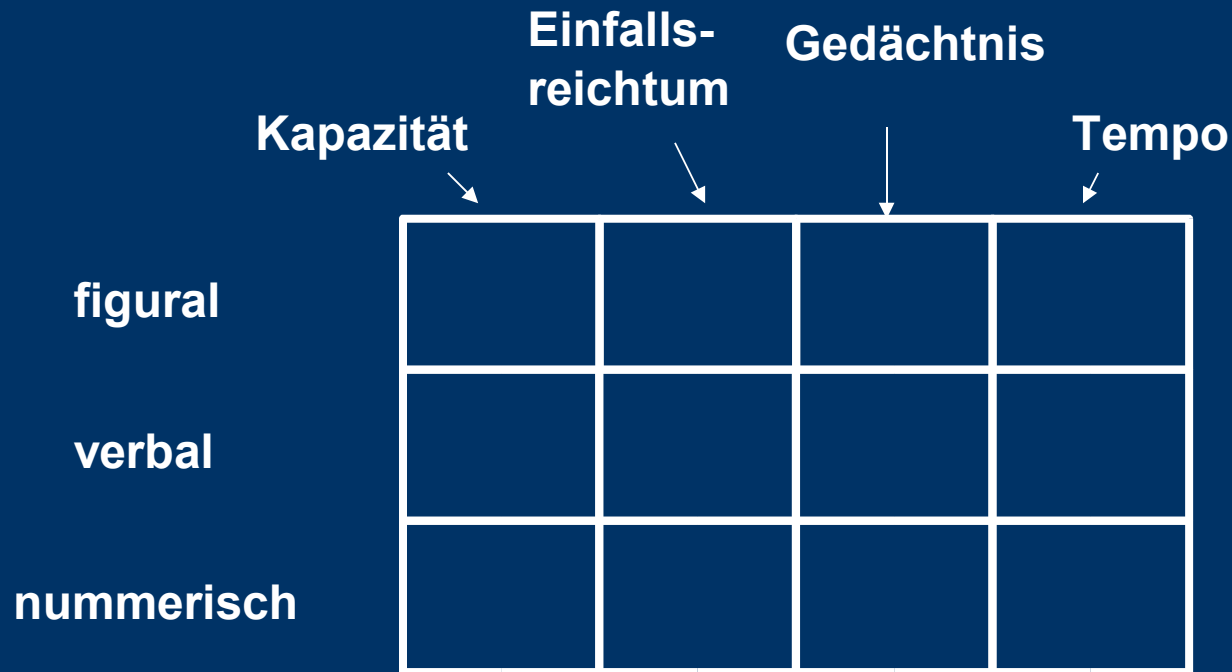 Einfalls-
reichtum
Gedächtnis
Kapazität
Tempo
figural
verbal
nummerisch